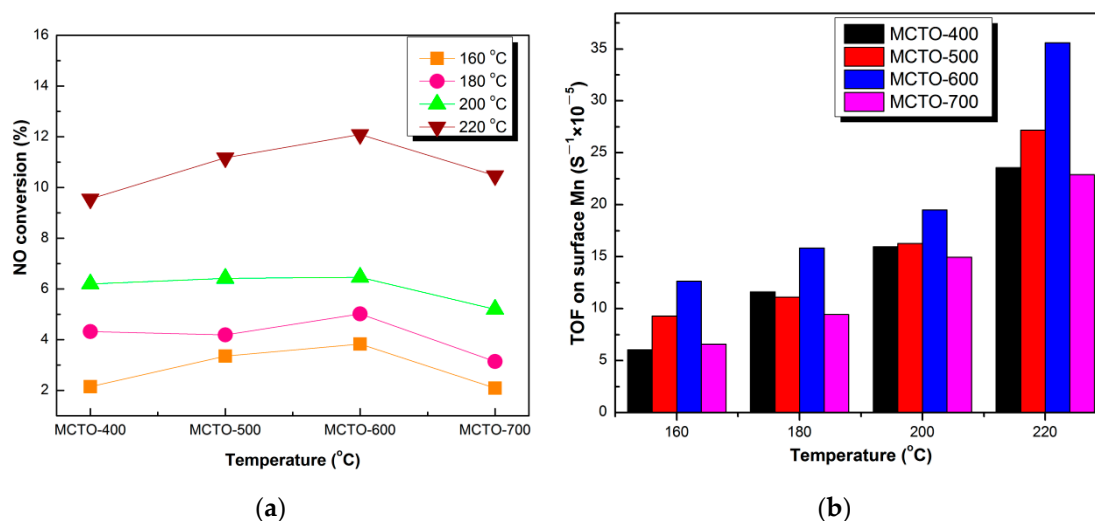 160 °C
180 °C
200 °C
220 °C
NO conversion (%)
16
14
12
10
8
6
4
2
MCTO-400 MCTO-500 MCTO-600 MCTO-700
Temperature (°C)
(a)
MCTO-400
MCTO-500
MCTO-600
MCTO-700
TOF on surface Mn (S⁻¹×10⁻⁵)
35
30
25
20
15
10
5
0
160 180 200 220
Temperature (°C)
(b)